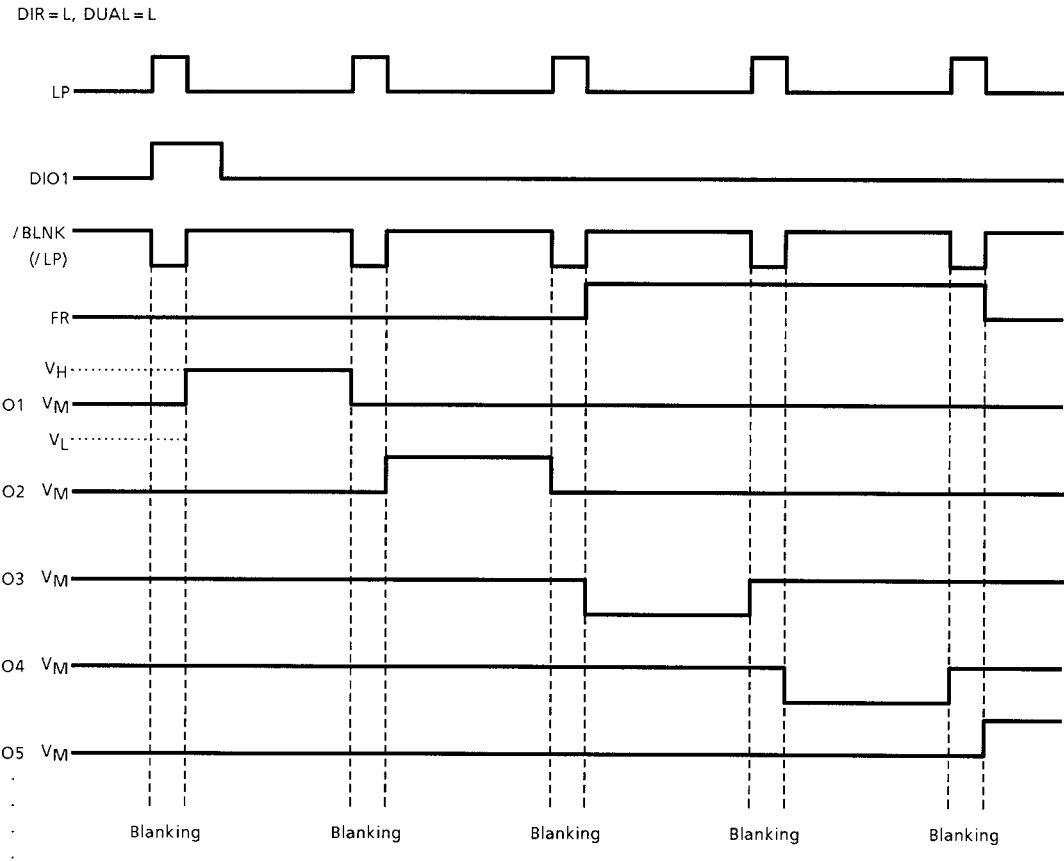 DIR = L, DUAL = L
LP
DIO1
/BLNK
(/LP)
FR
VH
O1 VM
VL
O2 VM
O3 VM
O4 VM
O5 VM
Blanking Blanking Blanking Blanking Blanking